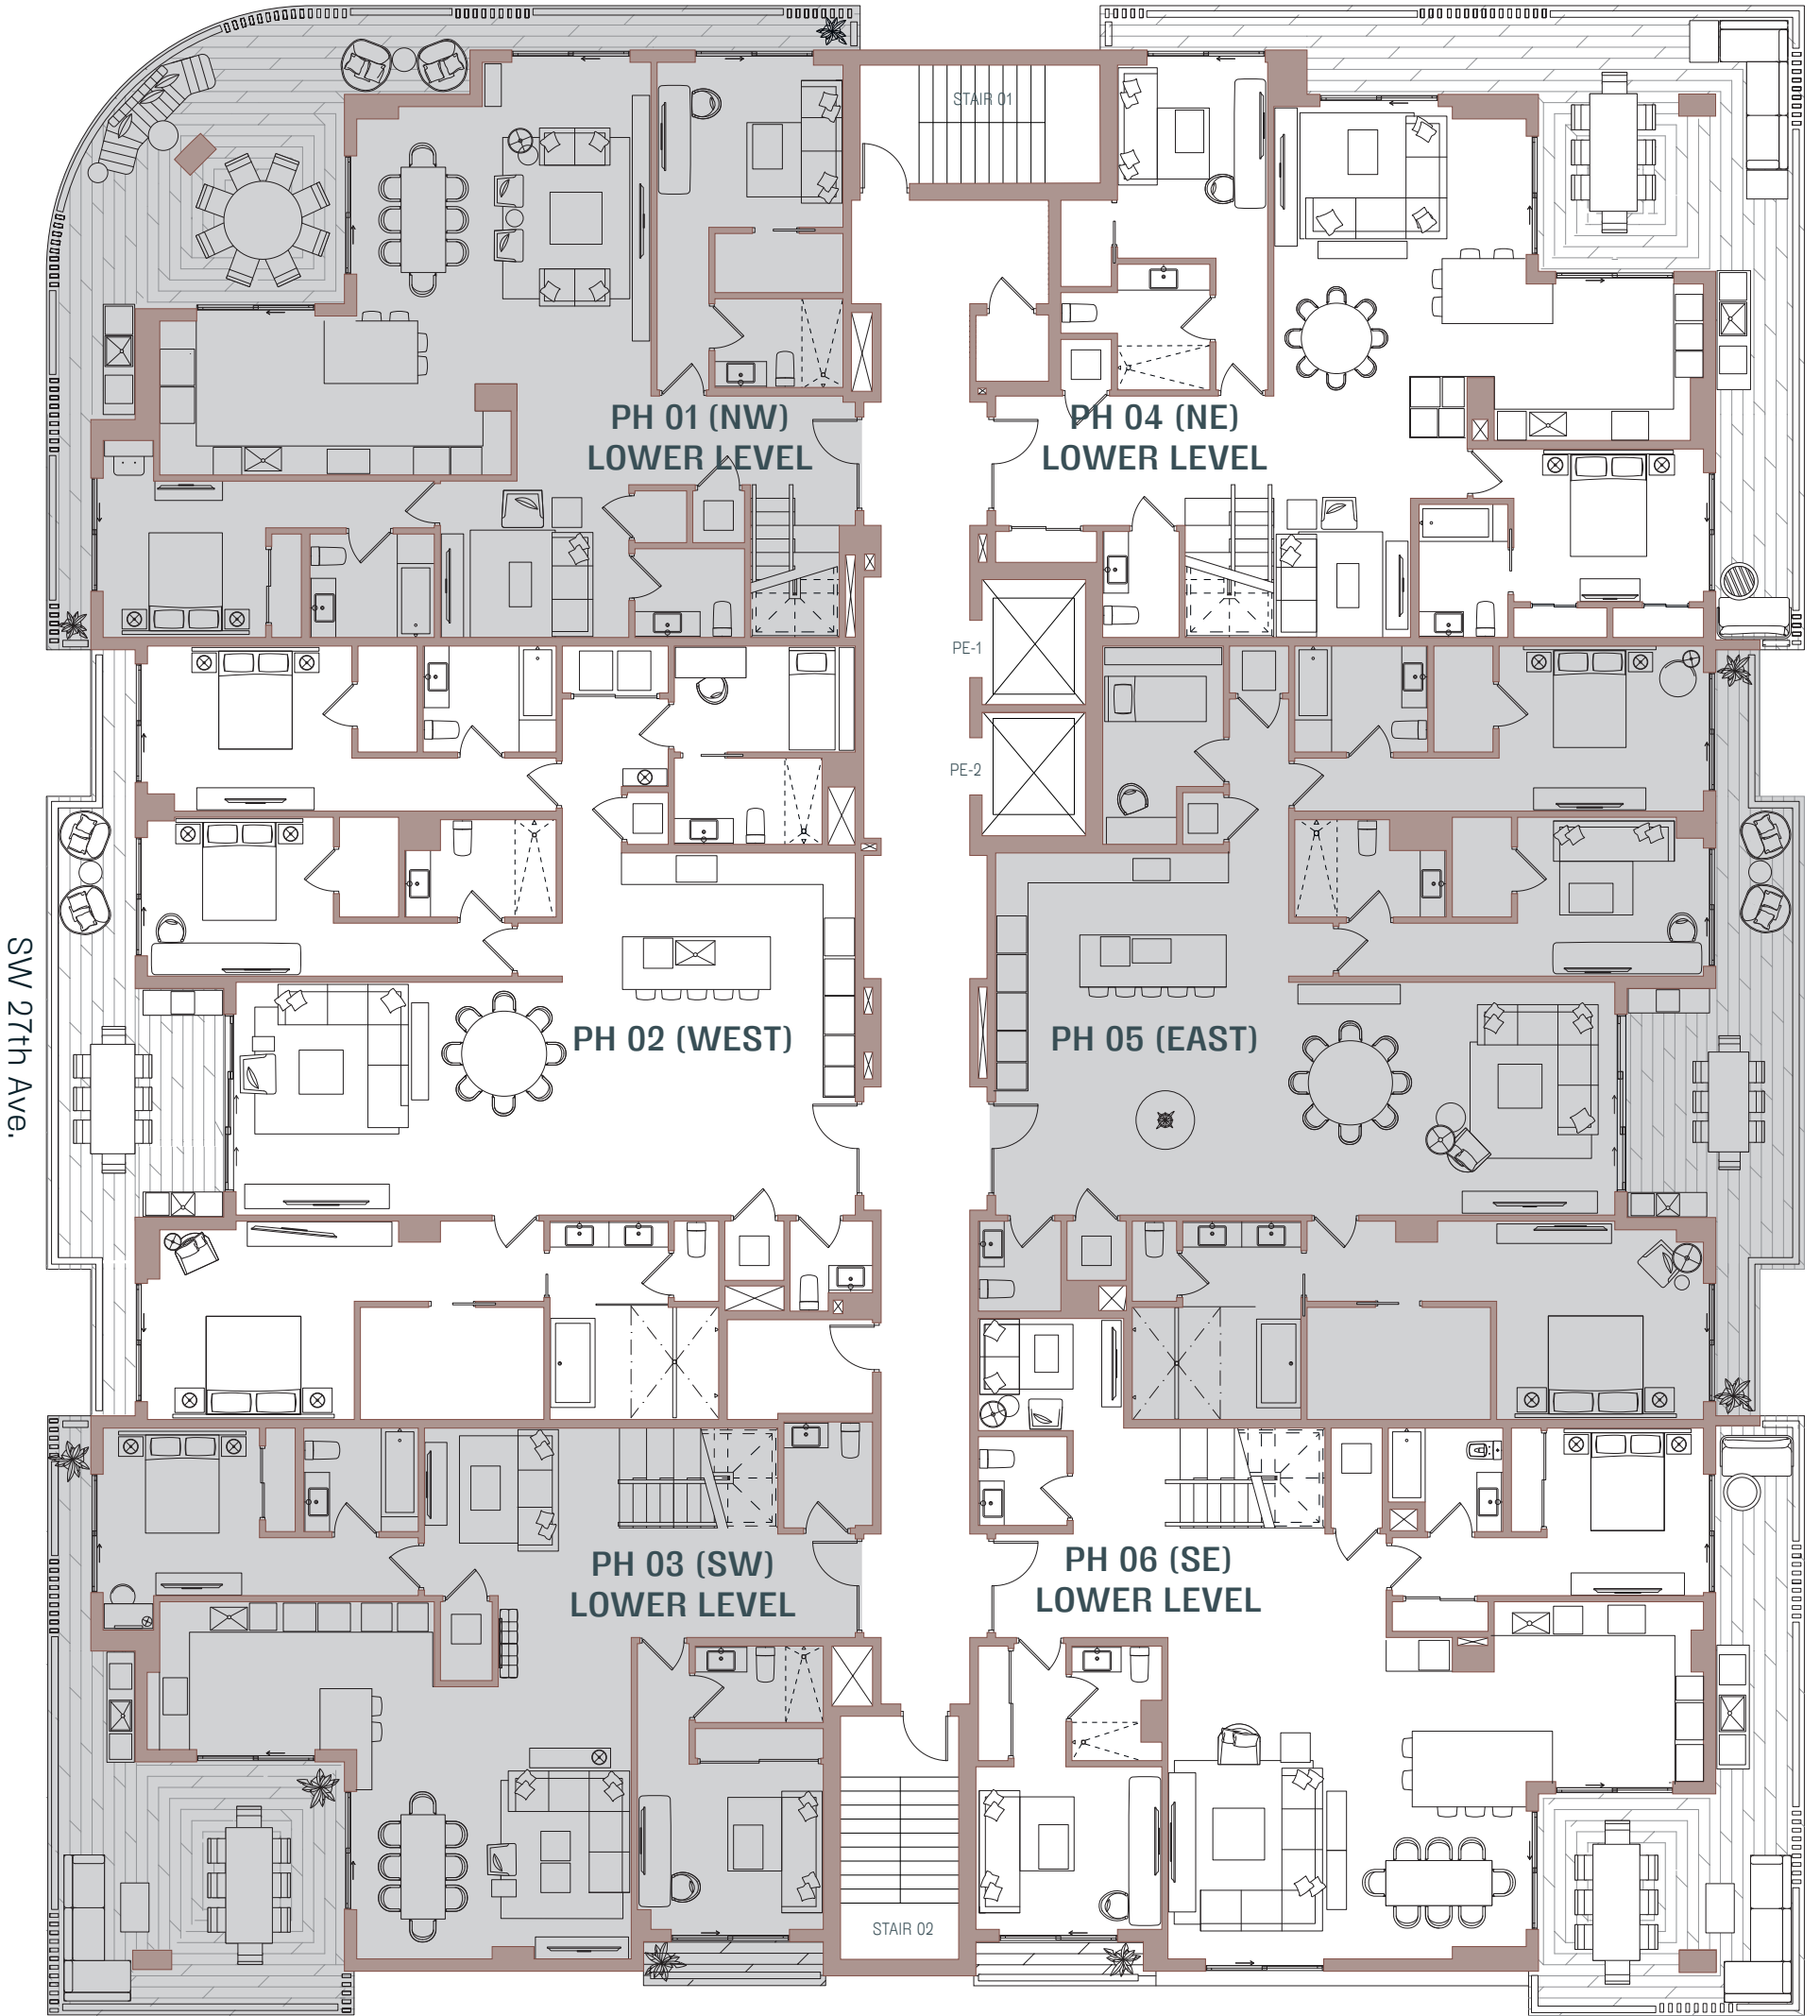 STAIR 01
PH 01 (NW)
LOWER LEVEL
PH 04 (NE)
LOWER LEVEL
PE-1
PE-2
SW 27th Ave.
PH 02 (WEST)
PH 05 (EAST)
PH 03 (SW)
LOWER LEVEL
PH 06 (SE)
LOWER LEVEL
STAIR 02